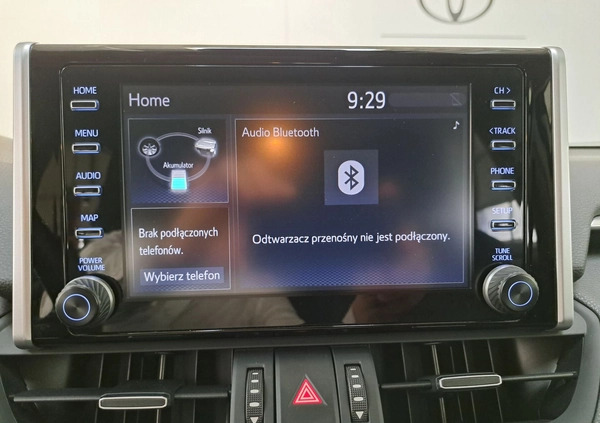 HOME
MENU
AUDIO
MAP
POWER
VOLUME
Home
9:29
Silnik
Akumulator
Brak podłączonych
telefonów.
Wybierz telefon
Audio Bluetooth
Odtwarzacz przenośny nie jest podłączony.
CH >
< TRACK
PHONE
SETUP
TUNE
SCROLL